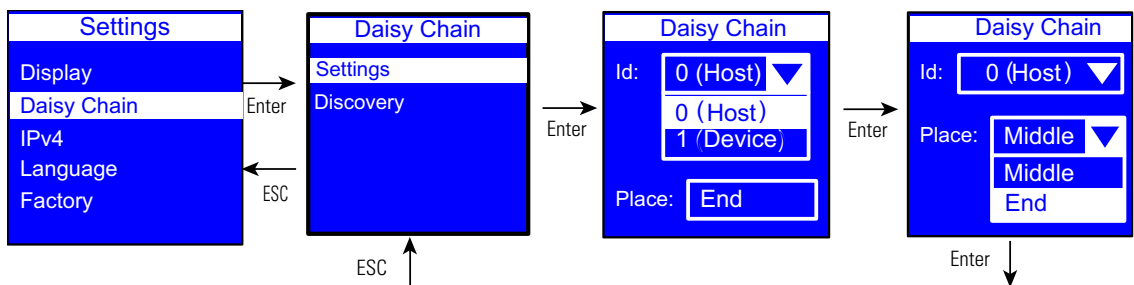 Settings
Display
Daisy Chain
IPv4
Language
Factory
Enter
ESC
Daisy Chain
Settings
Discovery
ESC
Enter
Daisy Chain
Id: 0 (Host)
0 (Host)
1 (Device)
Place: End
Enter
Daisy Chain
Id: 0 (Host)
Place: Middle
Middle
End
Enter